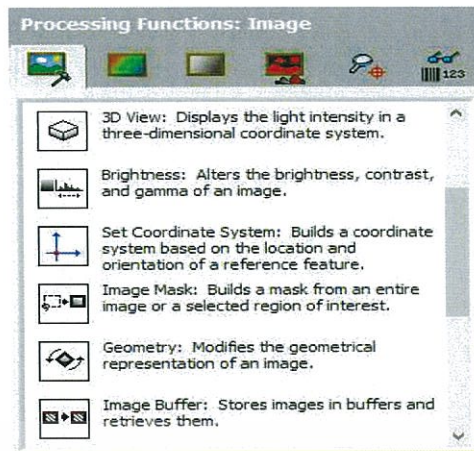 Processing Functions: Image
123
3D View: Displays the light intensity in a
three-dimensional coordinate system.
Brightness: Alters the brightness, contrast,
and gamma of an image.
Set Coordinate System: Builds a coordinate
system based on the location and
orientation of a reference feature.
Image Mask: Builds a mask from an entire
image or a selected region of interest.
Geometry: Modifies the geometrical
representation of an image.
Image Buffer: Stores images in buffers and
retrieves them.